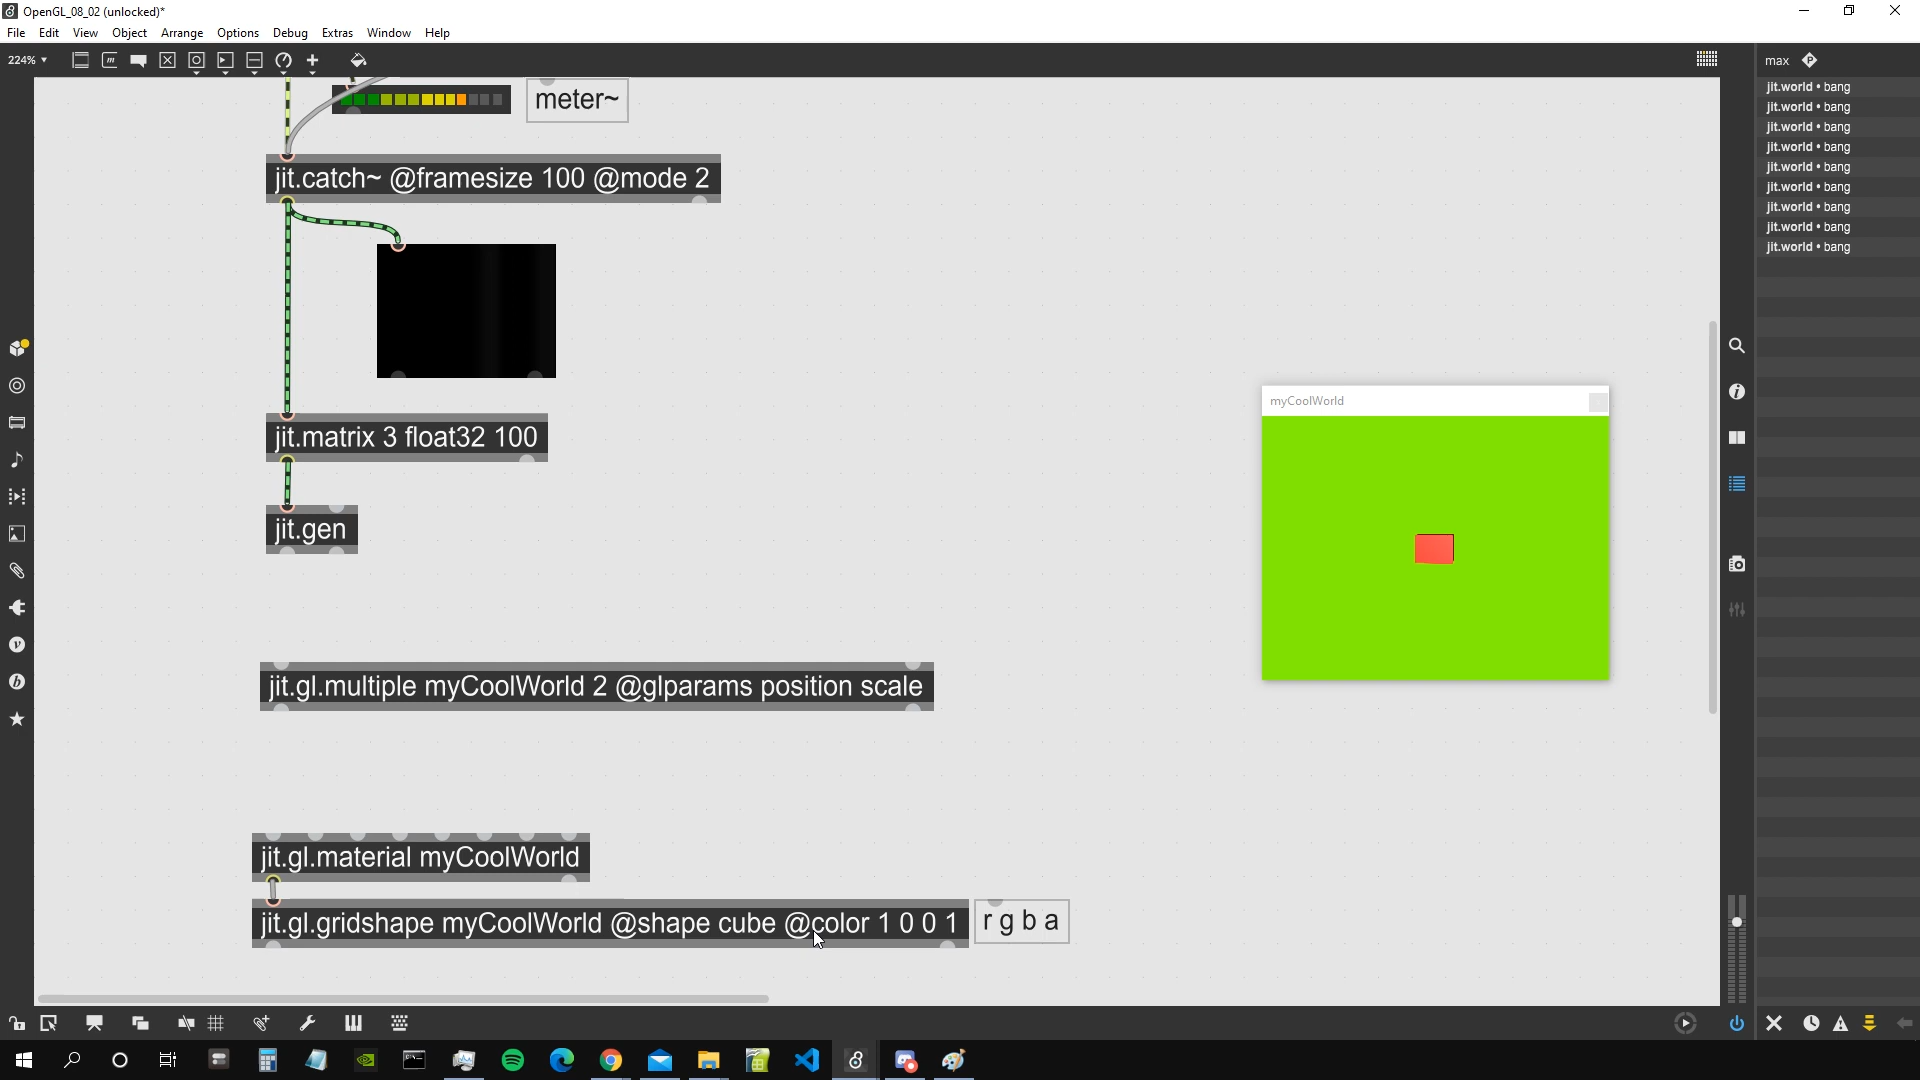 OpenGL_08_02 (unlocked)*
File Edit View Object Arrange Options Debug Extras Window Help
224%
max
meter~
jit.catch~ @framesize 100 @mode 2
jit.matrix 3 float32 100
jit.gen
jit.gl.multiple myCoolWorld 2 @glparams position scale
jit.gl.material myCoolWorld
jit.gl.gridshape myCoolWorld @shape cube @color 1 0 0 1
r g b a
myCoolWorld
jit.world • bang
jit.world • bang
jit.world • bang
jit.world • bang
jit.world • bang
jit.world • bang
jit.world • bang
jit.world • bang
jit.world • bang